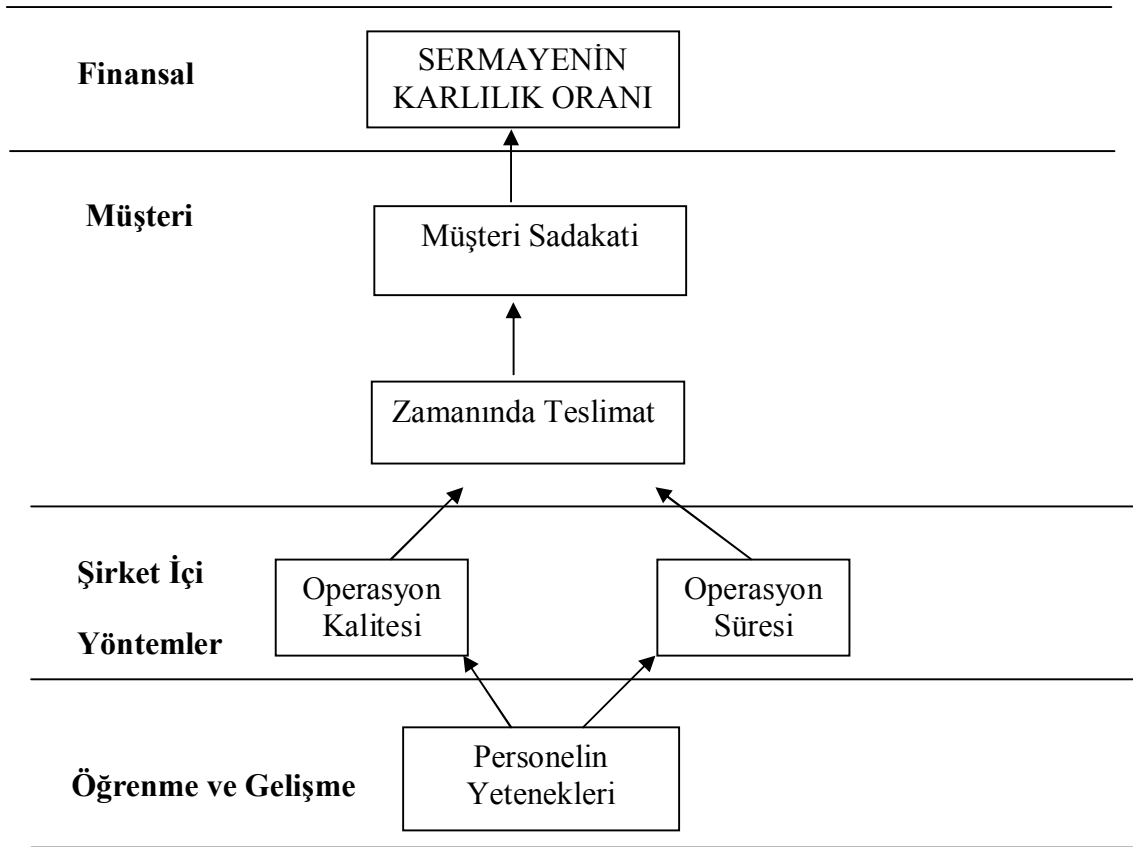 Finansal
SERMAYENİN
KARLILIK ORANI
Müşteri
Müşteri Sadakati
Zamanında Teslimat
Şirket İçi
Yöntemler
Operasyon
Kalitesi
Operasyon
Süresi
Öğrenme ve Gelişme
Personelin
Yetenekleri